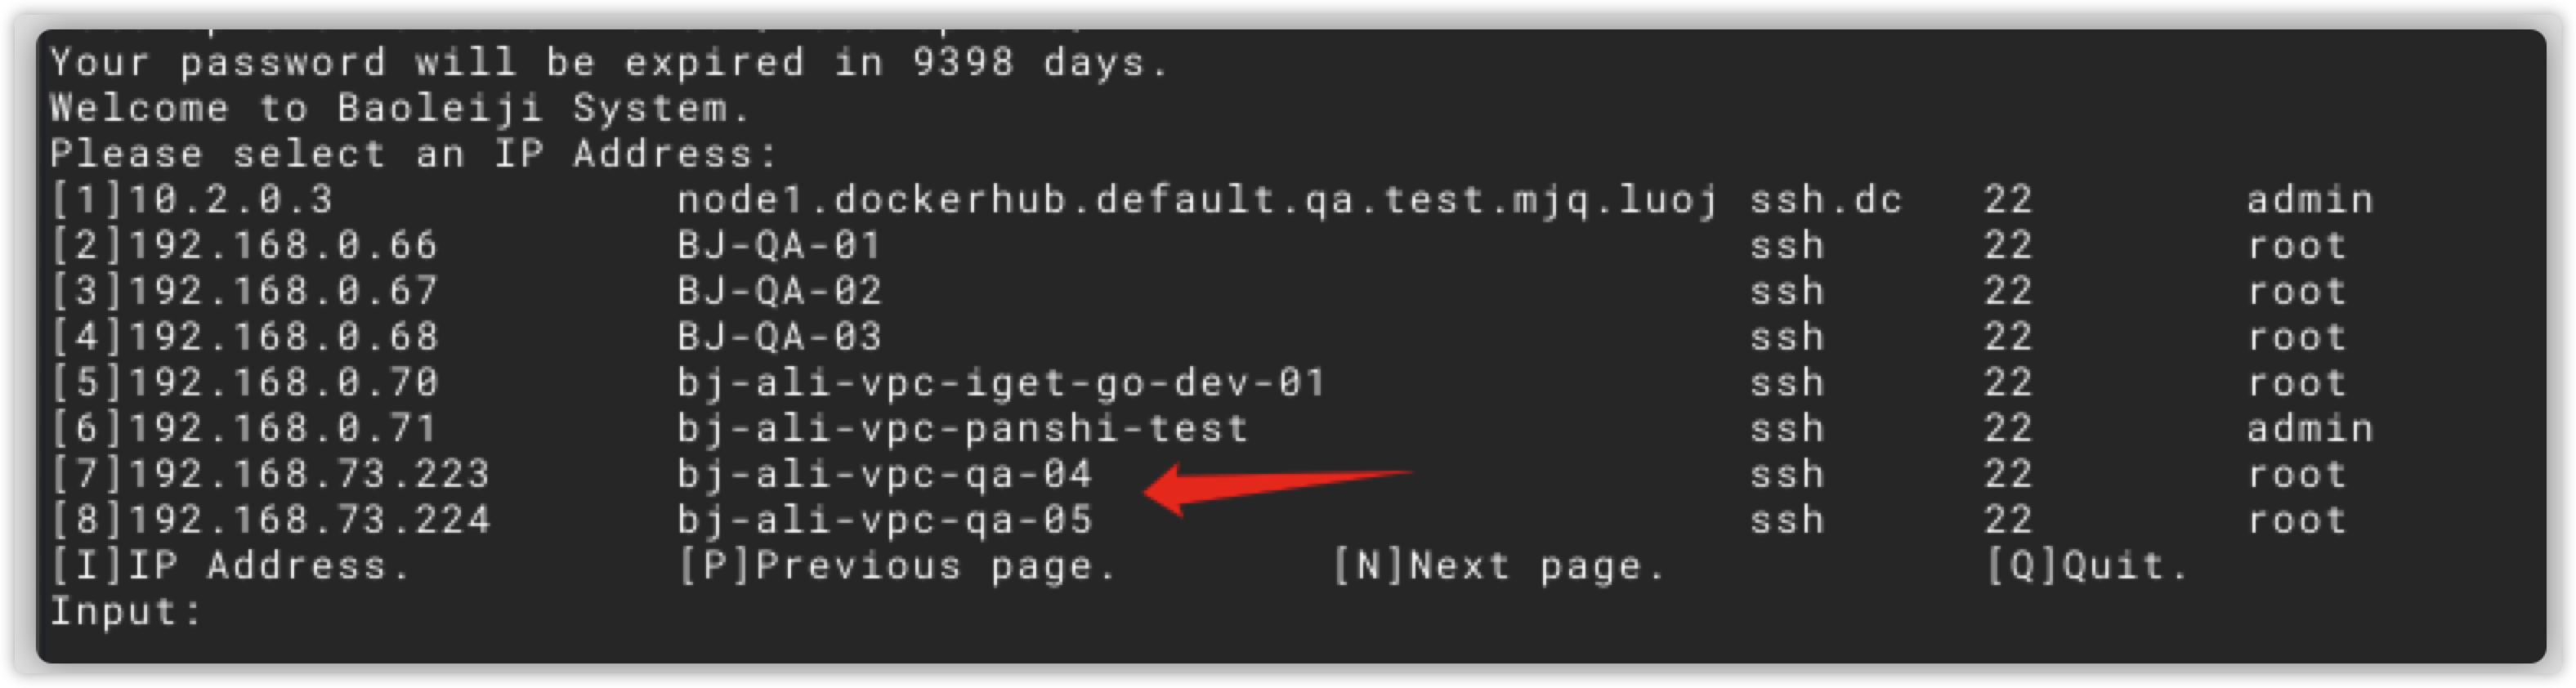 Your password will be expired in 9398 days.
Welcome to Baoleiji System.
Please select an IP Address:
[1]10.2.0.3 node1.dockerhub.default.qa.test.mjq.luoj ssh.dc 22 admin
[2]192.168.0.66 BJ-QA-01 ssh 22 root
[3]192.168.0.67 BJ-QA-02 ssh 22 root
[4]192.168.0.68 BJ-QA-03 ssh 22 root
[5]192.168.0.70 bj-ali-vpc-iget-go-dev-01 ssh 22 root
[6]192.168.0.71 bj-ali-vpc-panshi-test ssh 22 admin
[7]192.168.73.223 bj-ali-vpc-qa-04 ssh 22 root
[8]192.168.73.224 bj-ali-vpc-qa-05 ssh 22 root
[I]IP Address. [P]Previous page. [N]Next page. [Q]Quit.
Input: